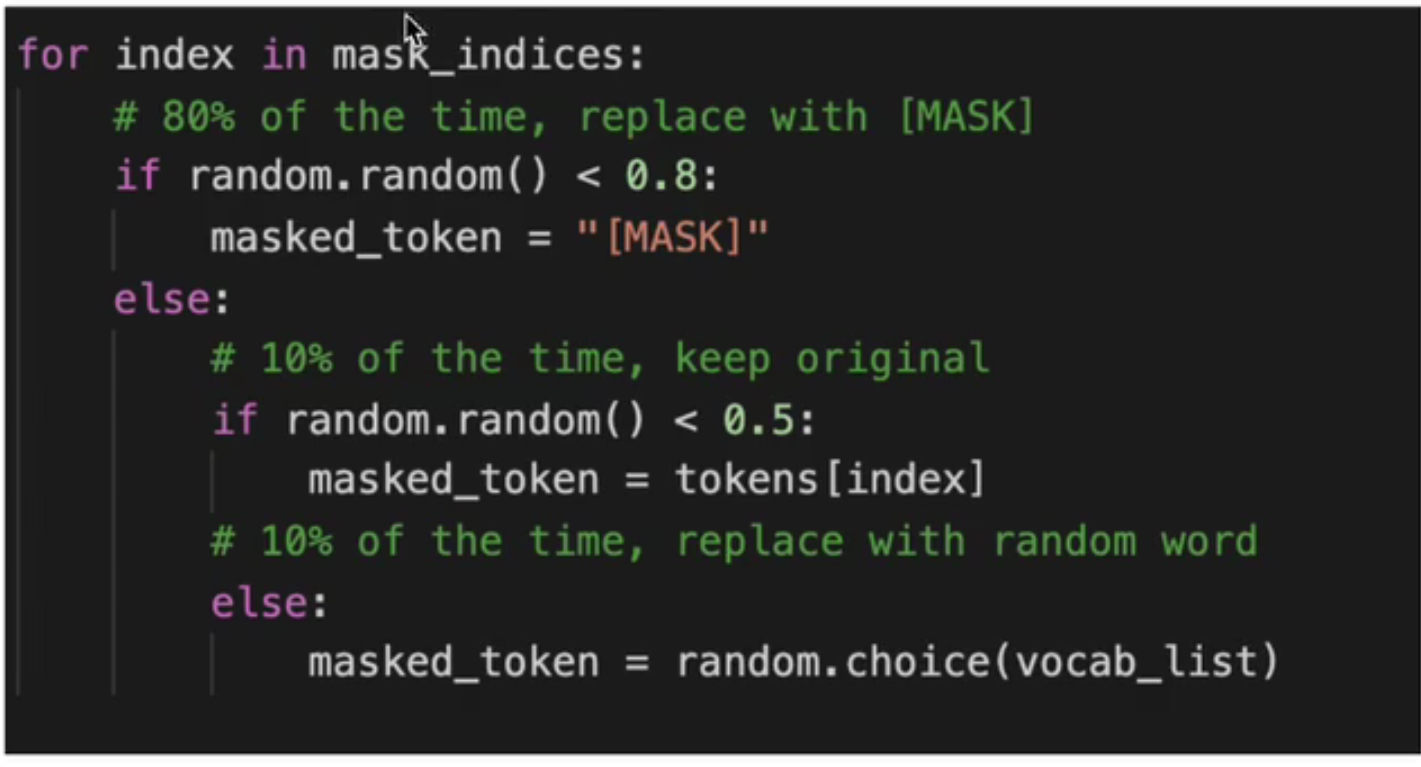 for index in mask_indices:
    # 80% of the time, replace with [MASK]
    if random.random() < 0.8:
        masked_token = "[MASK]"
    else:
        # 10% of the time, keep original
        if random.random() < 0.5:
            masked_token = tokens[index]
        # 10% of the time, replace with random word
        else:
            masked_token = random.choice(vocab_list)